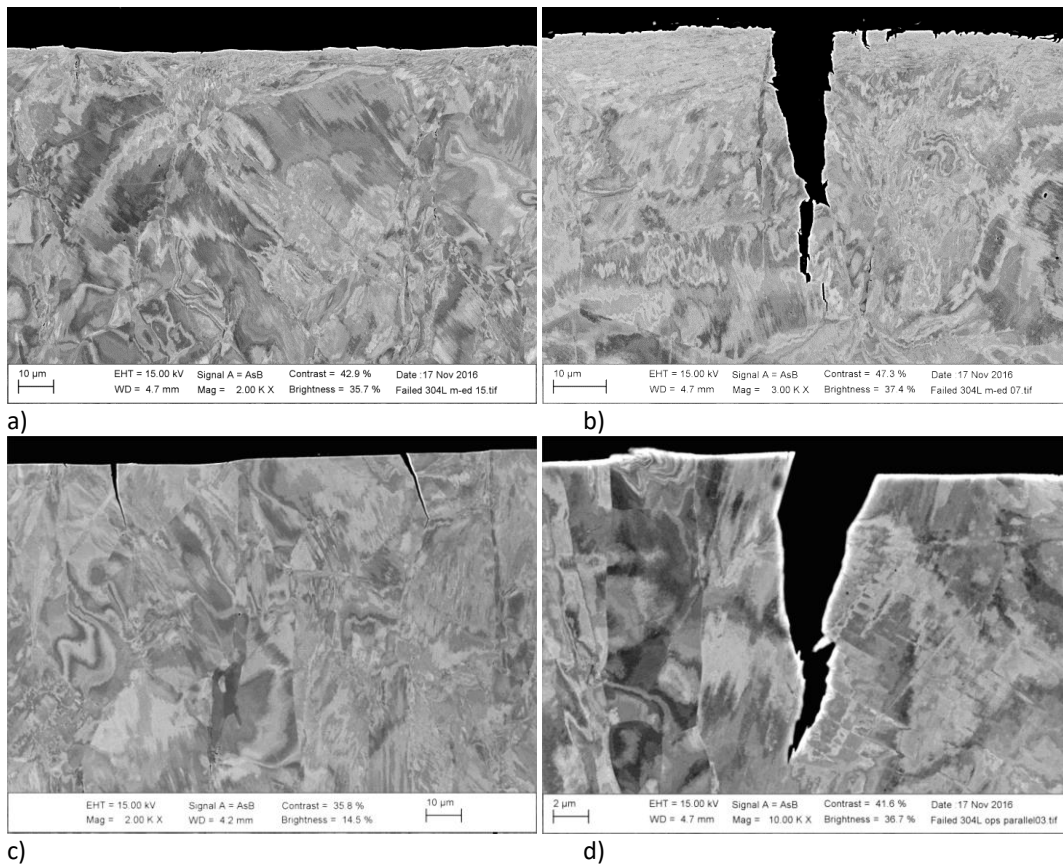 10 µm
EHT = 15.00 kV Signal A = AsB Contrast = 42.9 % Date :17 Nov 2016
WD = 4.7 mm Mag = 2.00 K X Brightness = 35.7 % Failed 304L m-ed 15.tif
a)
10 µm
EHT = 15.00 kV Signal A = AsB Contrast = 47.3 % Date :17 Nov 2016
WD = 4.7 mm Mag = 3.00 K X Brightness = 37.4 % Failed 304L m-ed 07.tif
b)
EHT = 15.00 kV Signal A = AsB Contrast = 35.8 % 10 µm
Mag = 2.00 K X WD = 4.2 mm Brightness = 14.5 %
c)
2 µm
EHT = 15.00 kV Signal A = AsB Contrast = 41.6 % Date :17 Nov 2016
WD = 4.7 mm Mag = 10.00 K X Brightness = 36.7 % Failed 304L ops parallel03.tif
d)